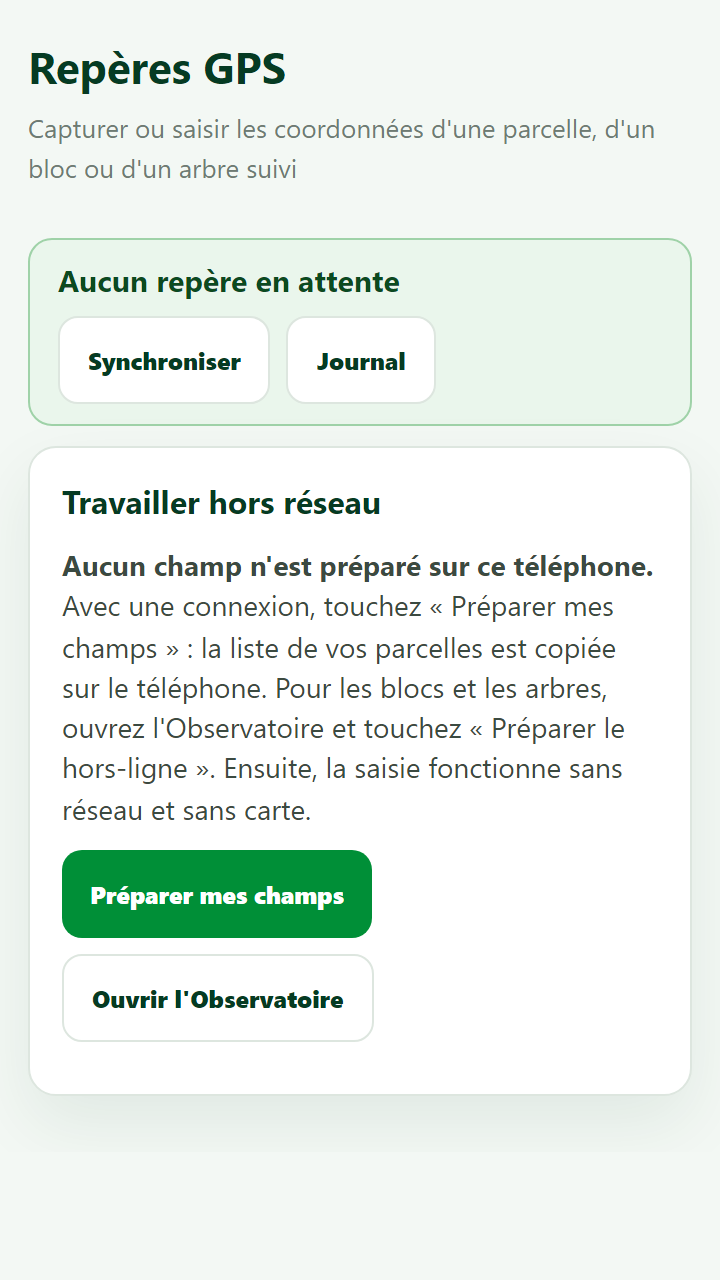 Repères GPS
Capturer ou saisir les coordonnées d'une parcelle, d'un
bloc ou d'un arbre suivi
Aucun repère en attente
Synchroniser
Journal
Travailler hors réseau
Aucun champ n'est préparé sur ce téléphone.
Avec une connexion, touchez « Préparer mes
champs » : la liste de vos parcelles est copiée
sur le téléphone. Pour les blocs et les arbres,
ouvrez l'Observatoire et touchez « Préparer le
hors-ligne ». Ensuite, la saisie fonctionne sans
réseau et sans carte.
Préparer mes champs
Ouvrir l'Observatoire